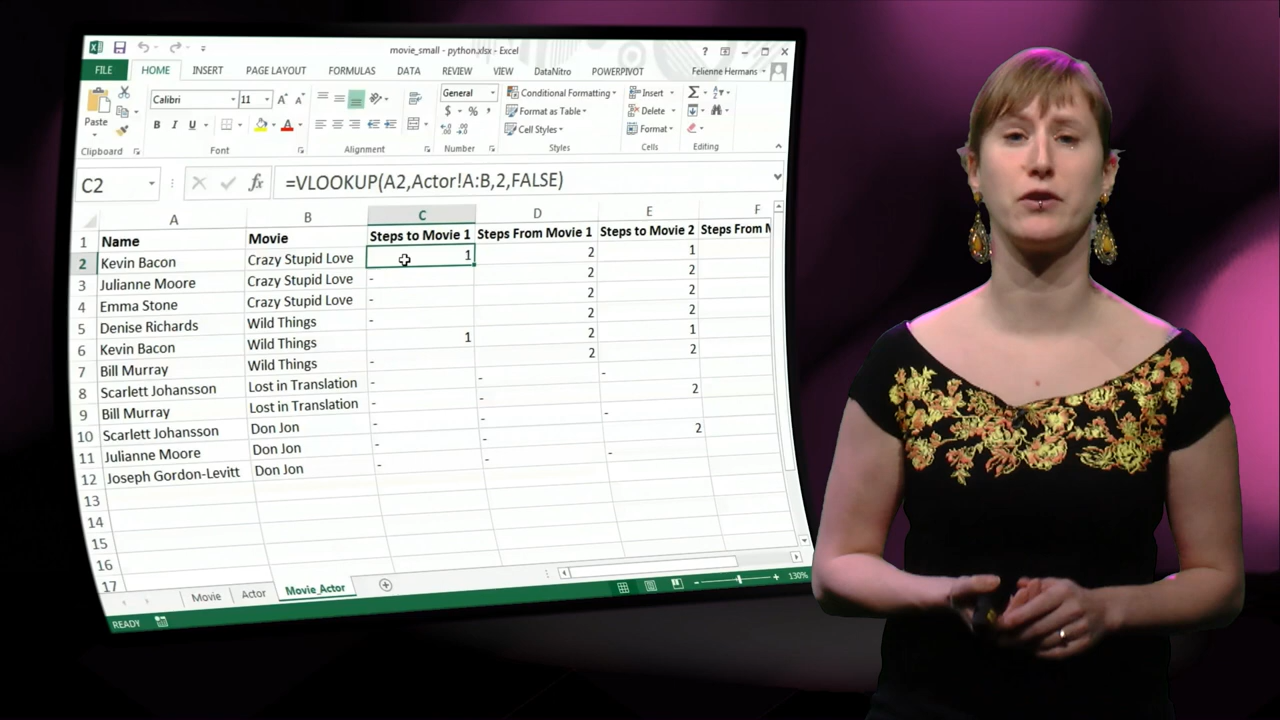 movie_small - python.xlsx - Excel
FILE HOME INSERT PAGE LAYOUT FORMULAS DATA REVIEW VIEW DataNitro POWERPIVOT Felienne Hermans
Paste
Calibri 11
B I U
General
$ % ,
Conditional Formatting
Format as Table
Cell Styles
Insert
Delete
Format
Clipboard Font Alignment Number Styles Cells Editing
C2 fx =VLOOKUP(A2,Actor!A:B,2,FALSE)
A B C D E F
1 Name Movie Steps to Movie 1 Steps From Movie 1 Steps to Movie 2 Steps From M
2 Kevin Bacon Crazy Stupid Love 1 2 1
3 Julianne Moore Crazy Stupid Love - 2 2
4 Emma Stone Crazy Stupid Love - 2 2
5 Denise Richards Wild Things - 2 2
6 Kevin Bacon Wild Things 1 2 1
7 Bill Murray Wild Things - 2 2
8 Scarlett Johansson Lost in Translation - - -
9 Bill Murray Lost in Translation - - 2
10 Scarlett Johansson Don Jon - - -
11 Julianne Moore Don Jon - - 2
12 Joseph Gordon-Levitt Don Jon - - -
13
14
15
16
17
Movie Actor Movie_Actor
READY 130%